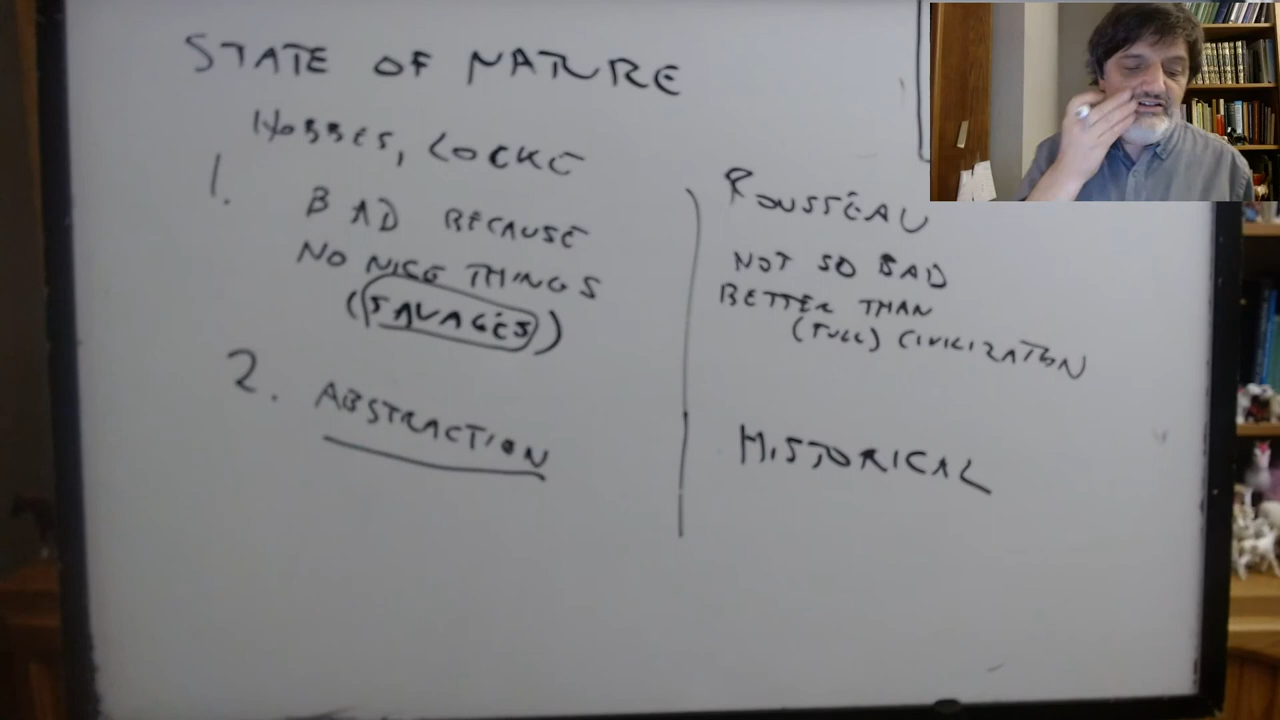 STATE OF NATURE
HOBBES, LOCKE
1.
BAD BECAUSE
NO NICE THINGS
(SAVAGES)
2. ABSTRACTION
ROUSSEAU
NOT SO BAD
BETTER THAN
(FULL) CIVILIZATION
HISTORICAL